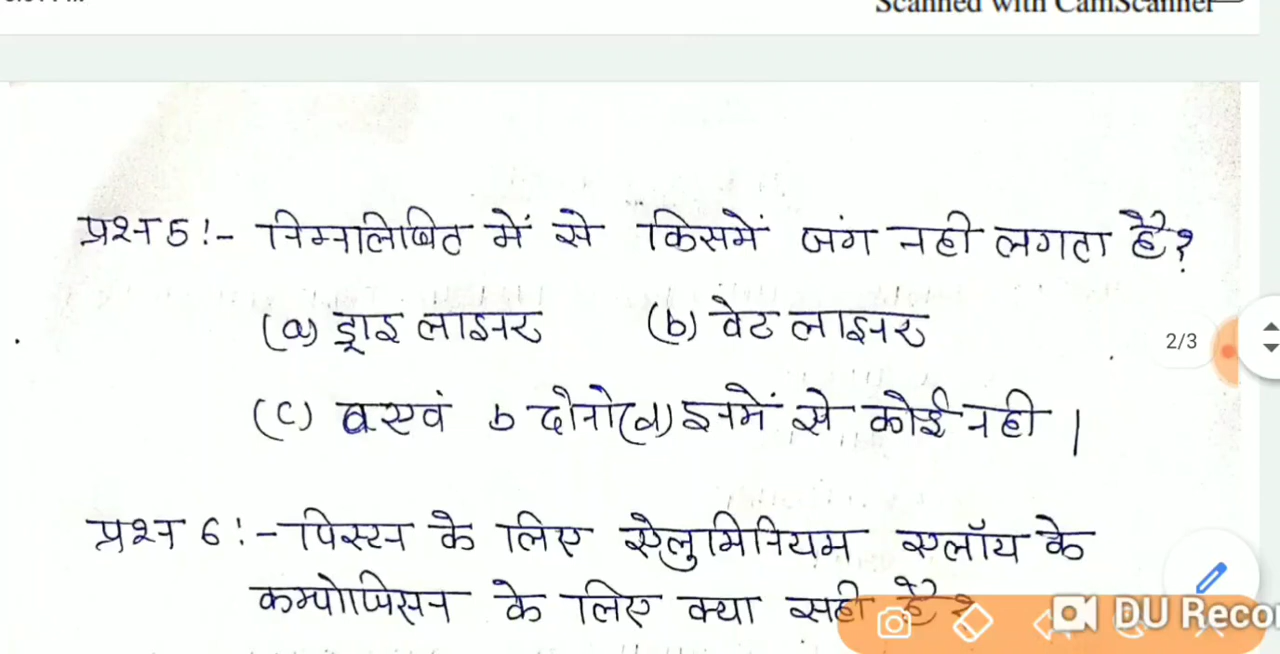 Scanned with CamScanner
प्रश्न 5:- निम्नलिखित में से किसमें जंग नही लगता है?
(a) ड्राइ लाइनर (b) वेट लाइनर
2/3
(c) a एवं b दोनो (d) इनमें से कोई नही |
प्रश्न 6:- पिस्टन के लिए ऐलुमिनियम एलॉय के
कम्पोजिसन के लिए क्या सही है?
DU Recor